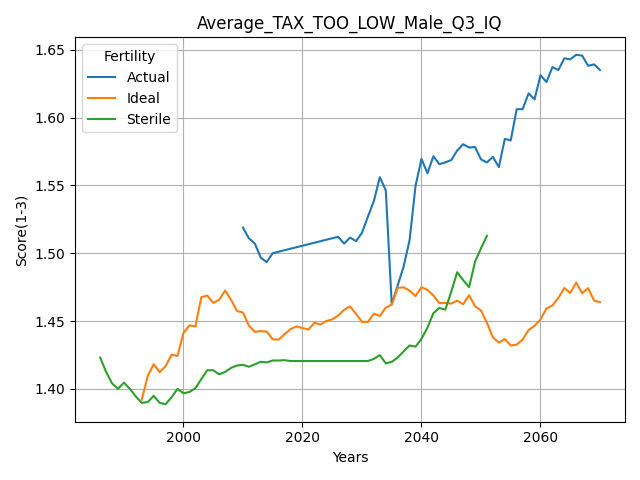 Average_TAX_TOO_LOW_Male_Q3_IQ
Fertility
Actual
Ideal
Sterile
Score(1-3)
1.65
1.60
1.55
1.50
1.45
1.40
2000
2020
2040
2060
Years